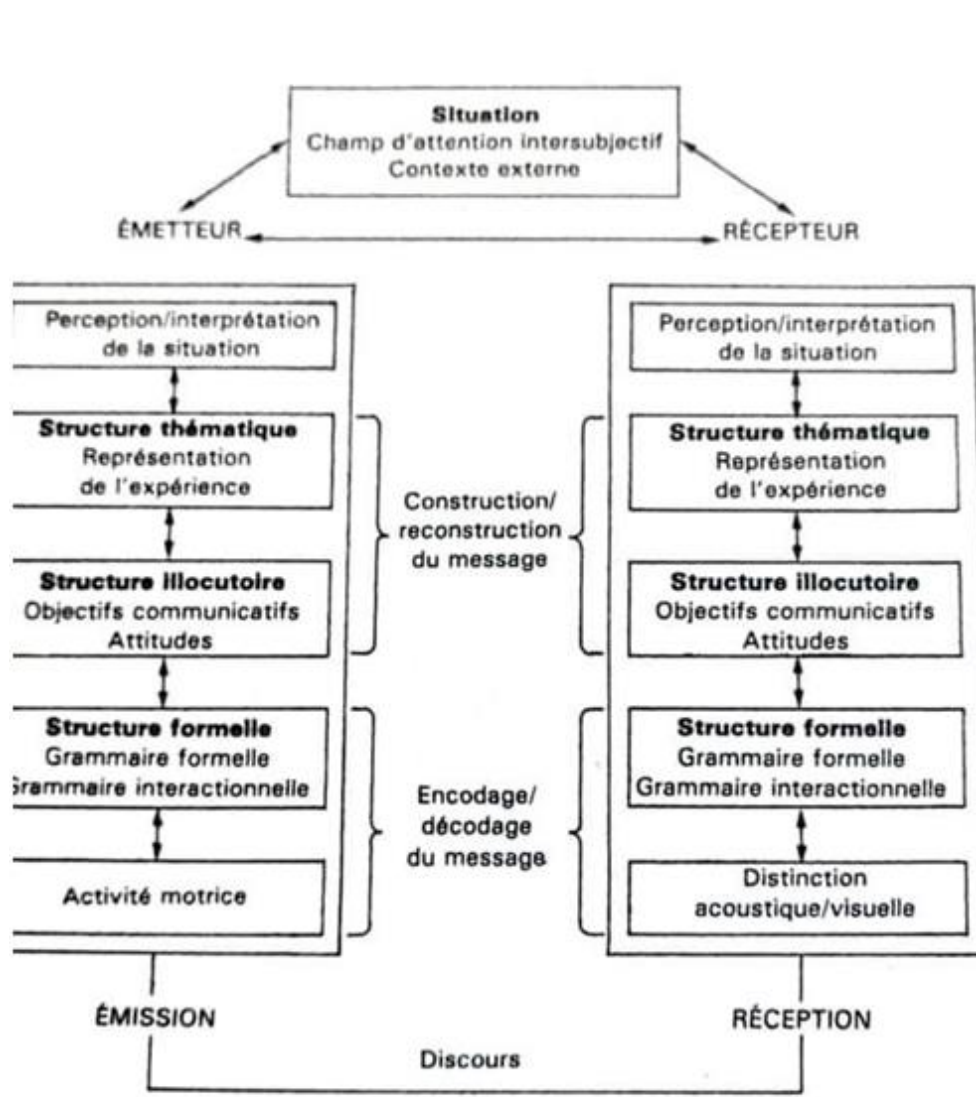 Situation
Champ d'attention intersubjectif
Contexte externe
ÉMETTEUR
RÉCEPTEUR
Perception/interprétation
de la situation
Structure thématique
Représentation
de l'expérience
Structure illocutoire
Objectifs communicatifs
Attitudes
Structure formelle
Grammaire formelle
Grammaire interactionnelle
Activité motrice
Construction/
reconstruction
du message
Encodage/
décodage
du message
Perception/interprétation
de la situation
Structure thématique
Représentation
de l'expérience
Structure illocutoire
Objectifs communicatifs
Attitudes
Structure formelle
Grammaire formelle
Grammaire interactionnelle
Distinction
acoustique/visuelle
ÉMISSION
RÉCEPTION
Discours